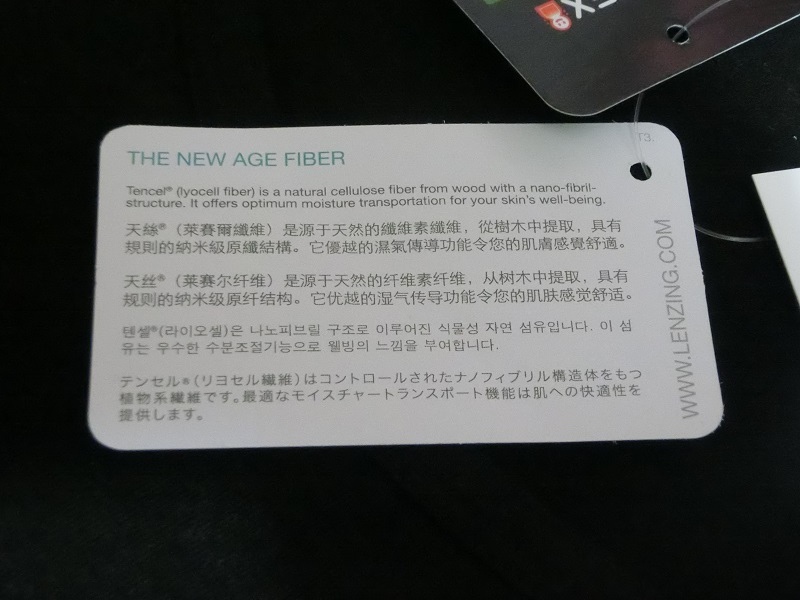 THE NEW AGE FIBER
Tencel® (lyocell fiber) is a natural cellulose fiber from wood with a nano-fibril-
structure. It offers optimum moisture transportation for your skin's well-being.
天絲®（萊賽爾纖維）是源于天然的纖維素纖維，從樹木中提取，具有
規則的納米級原纖結構。它優越的濕氣傳導功能令您的肌膚感覺舒適。
天丝®（莱赛尔纤维）是源于天然的纤维素纤维，从树木中提取，具有
规则的纳米级原纤结构。它优越的湿气传导功能令您的肌肤感觉舒适。
텐셀®(라이오셀)은 나노피브릴 구조로 이루어진 식물성 자연 섬유입니다. 이 섬
유는 우수한 수분조절기능으로 웰빙의 느낌을 부여합니다.
テンセル®（リヨセル繊維）はコントロールされたナノフィブリル構造体をもつ
植物系繊維です。最適なモイスチャートランスポート機能は肌への快適性を
提供します。
WWW.LENZING.COM
T3.